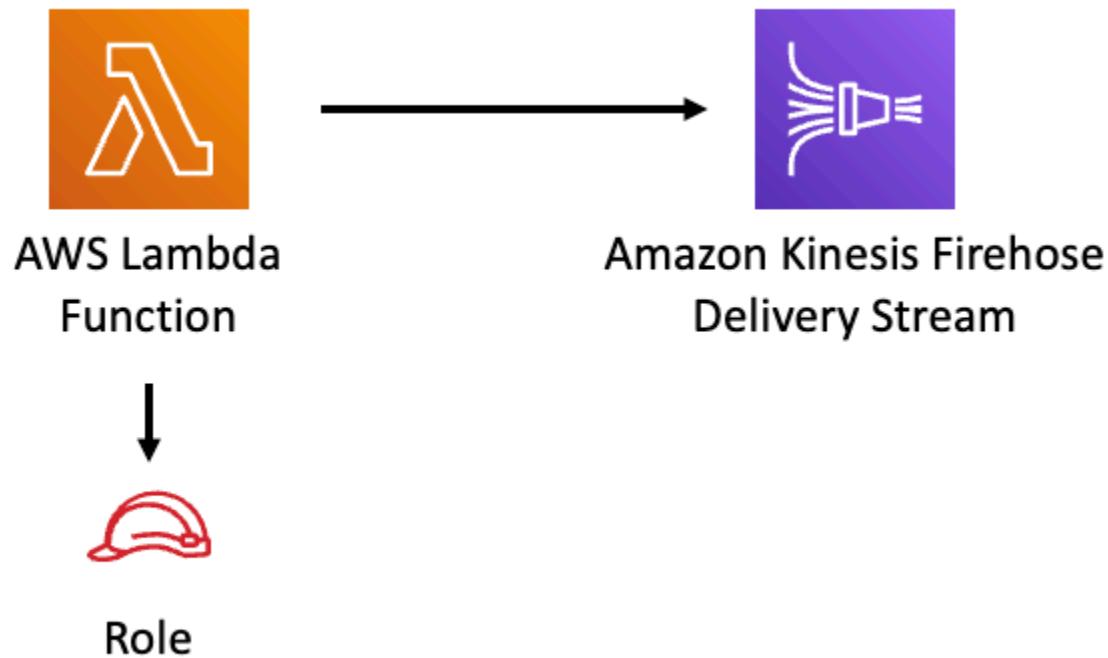 AWS Lambda
Function
Amazon Kinesis Firehose
Delivery Stream
Role